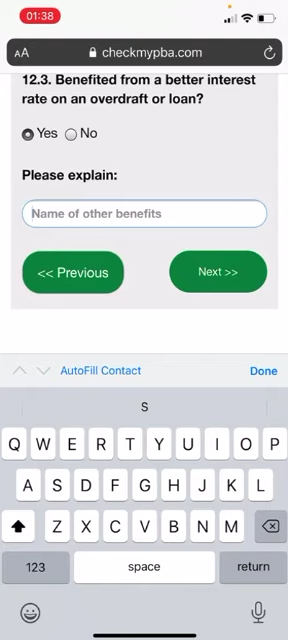 01:38
AA checkmypba.com
12.3. Benefited from a better interest
rate on an overdraft or loan?
Yes No
Please explain:
Name of other benefits
<< Previous Next >>
AutoFill Contact Done
S
Q W E R T Y U I O P
A S D F G H J K L
Z X C V B N M
123 space return